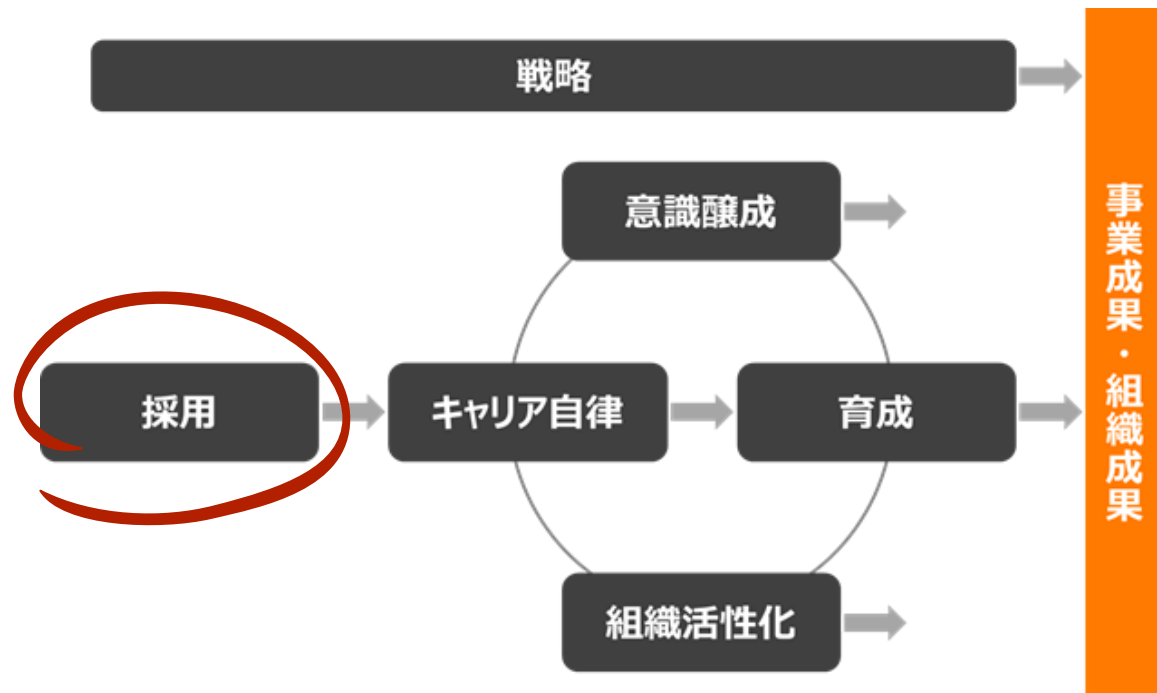 戦略
意識醸成
採用
キャリア自律
育成
組織活性化
事業成果・組織成果